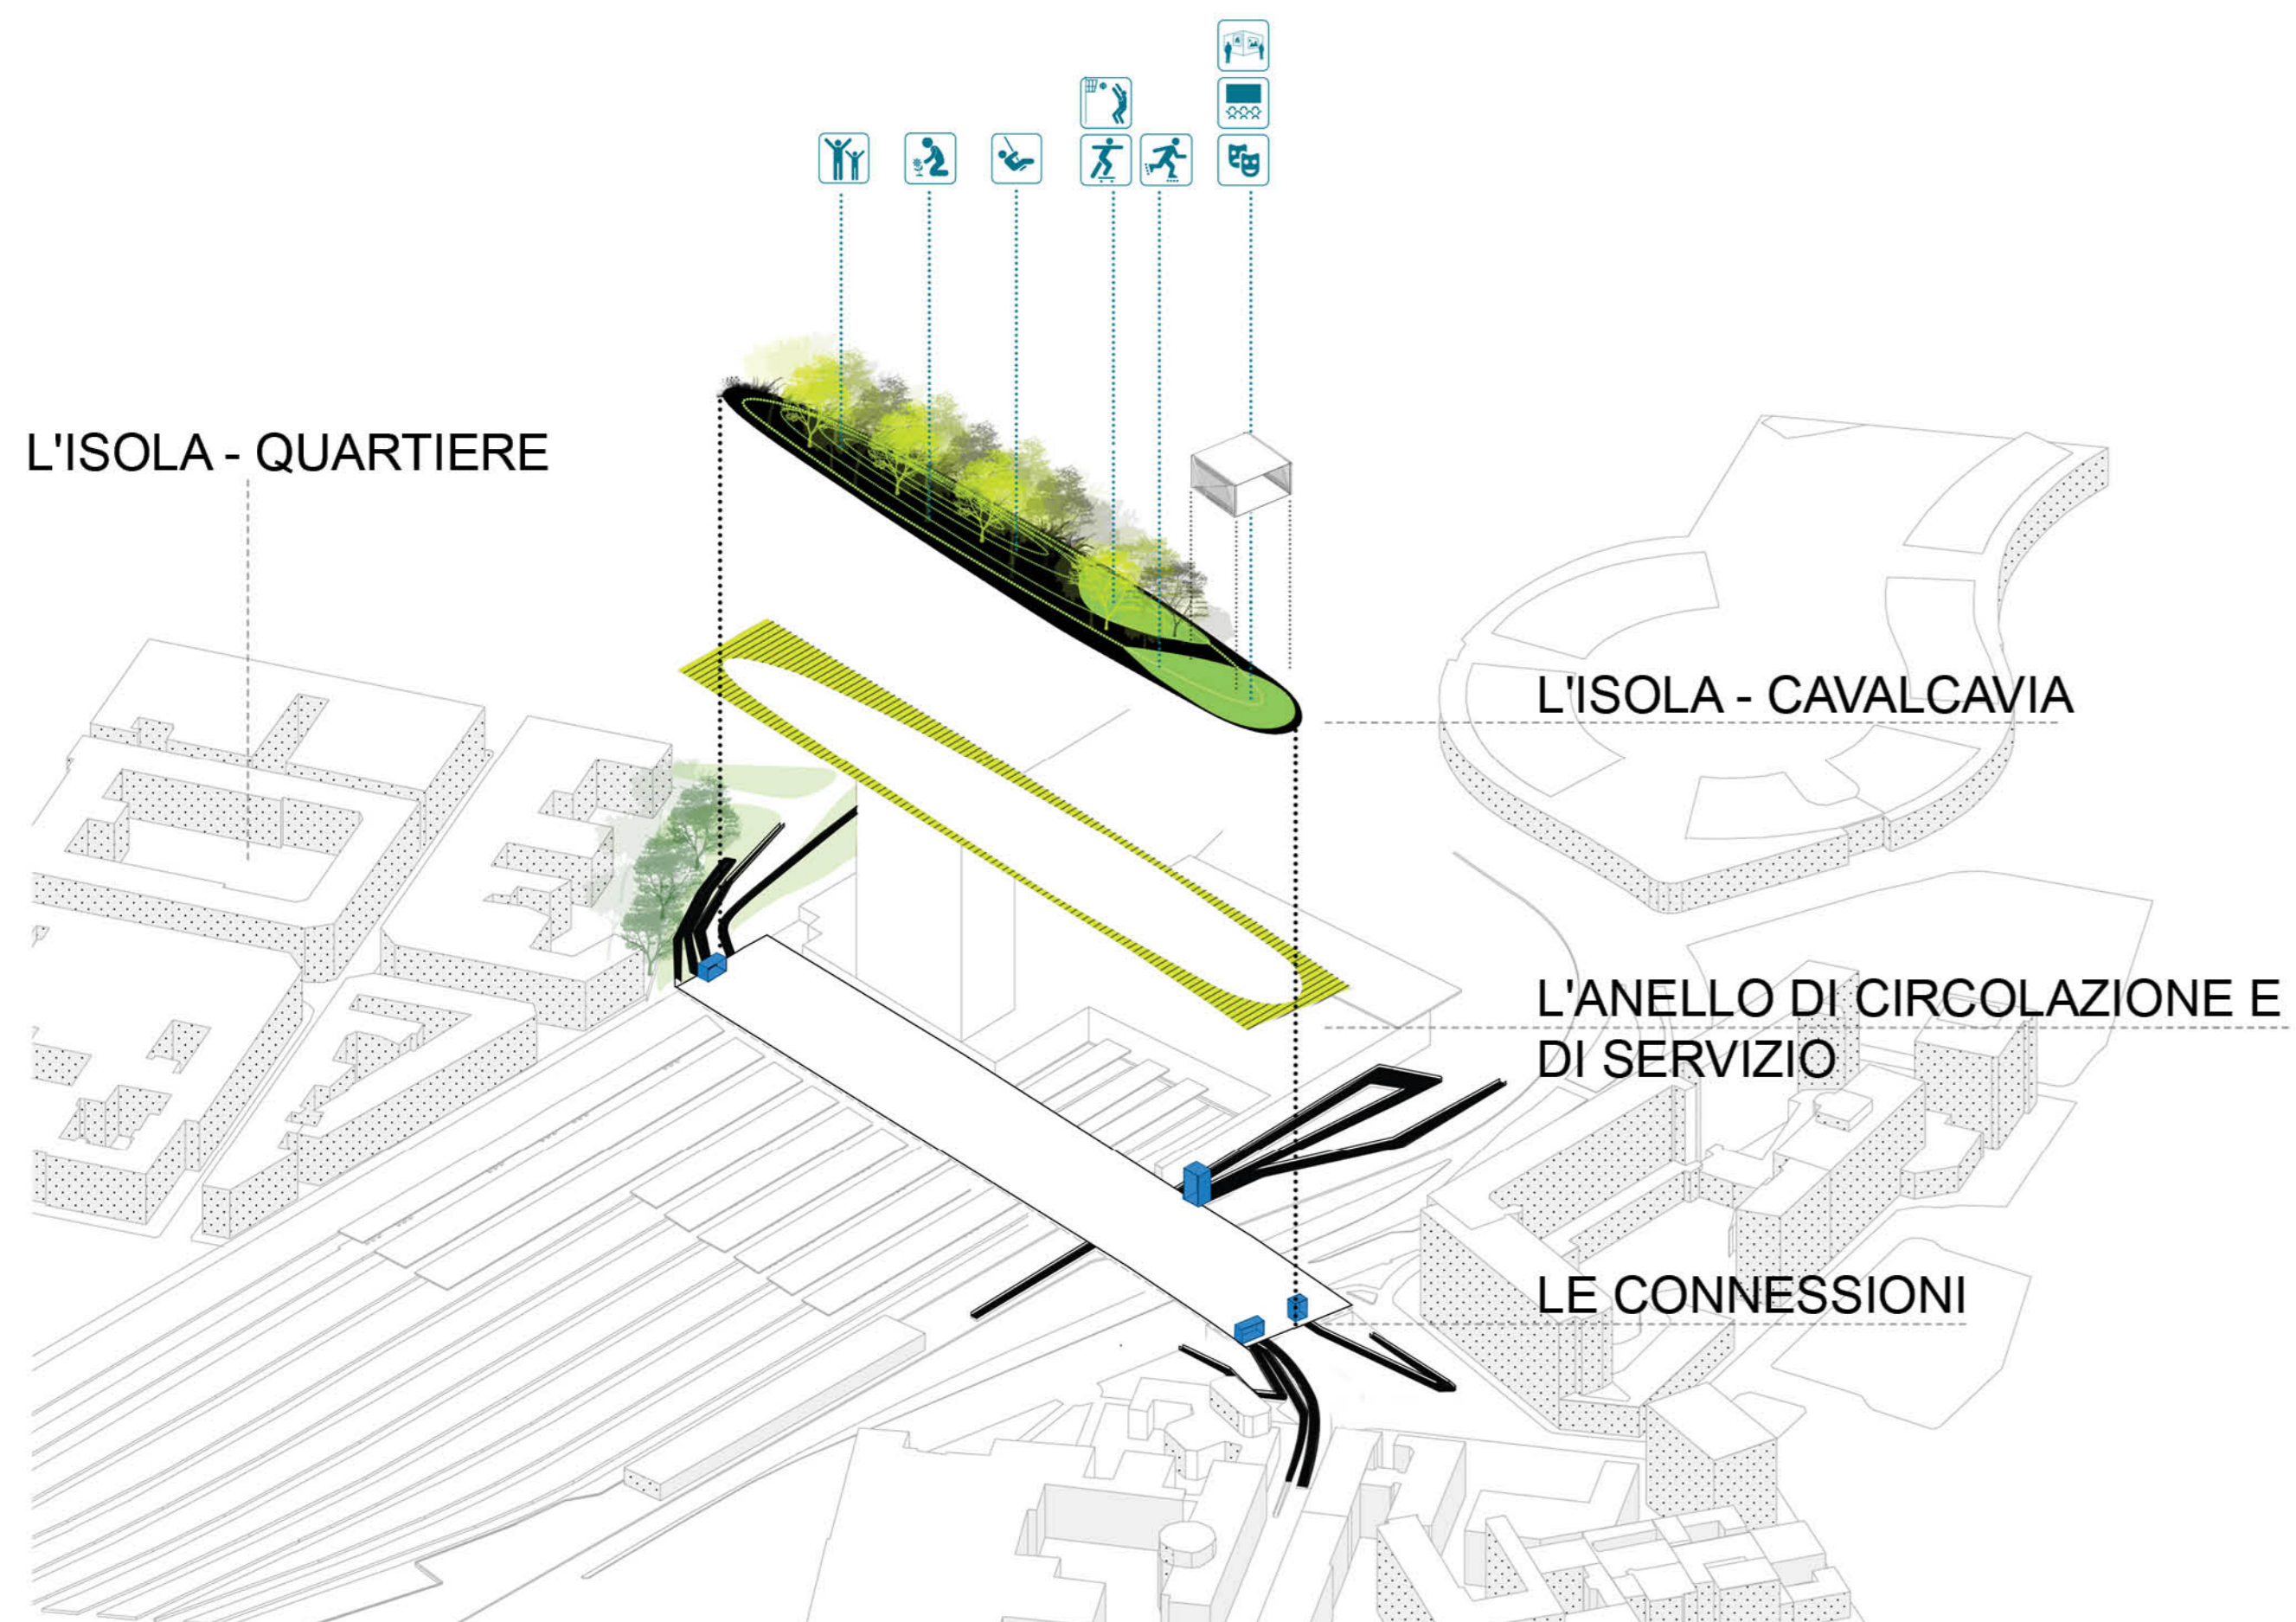 L'ISOLA - QUARTIERE
L'ISOLA - CAVALCAVIA
L'ANELLO DI CIRCOLAZIONE E
DI SERVIZIO
LE CONNESSIONI